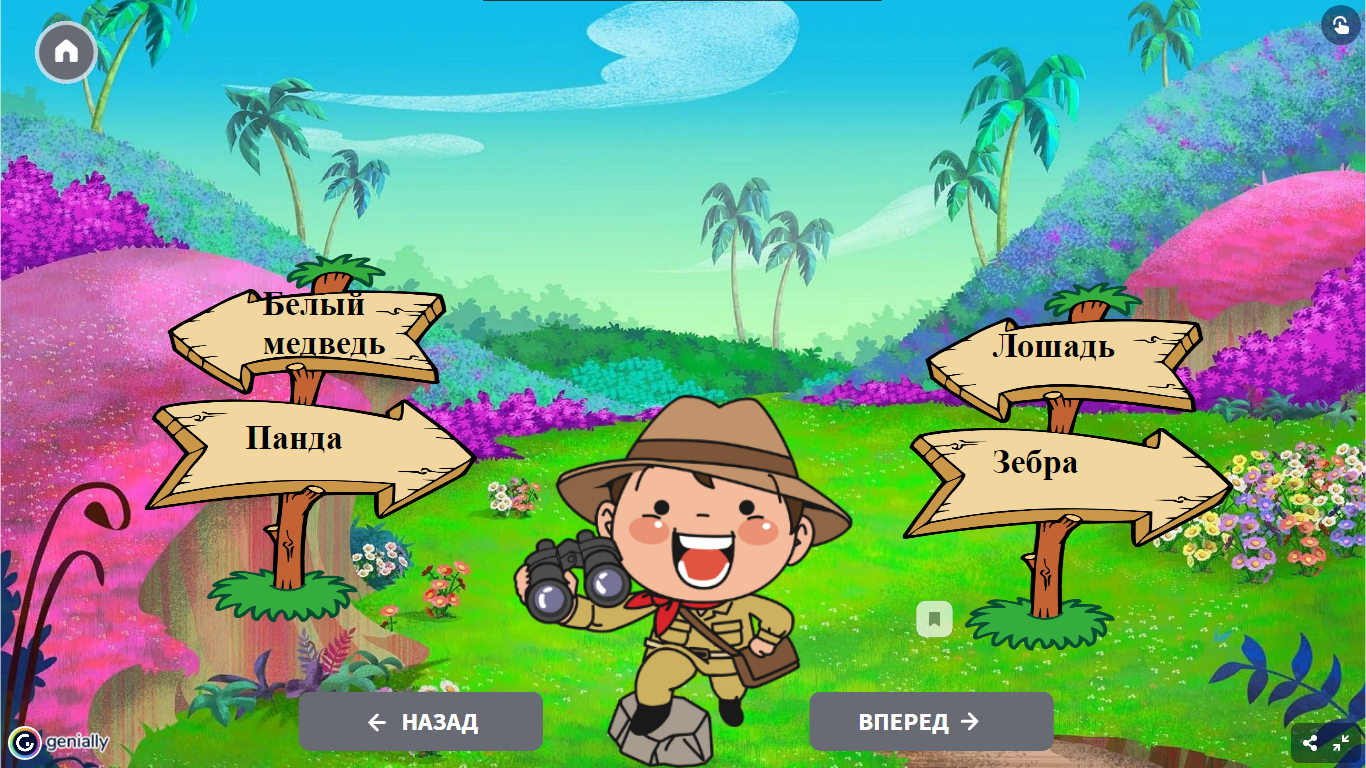 Белый
медведь
Панда
Лошадь
Зебра
НАЗАД
ВПЕРЕД
genially